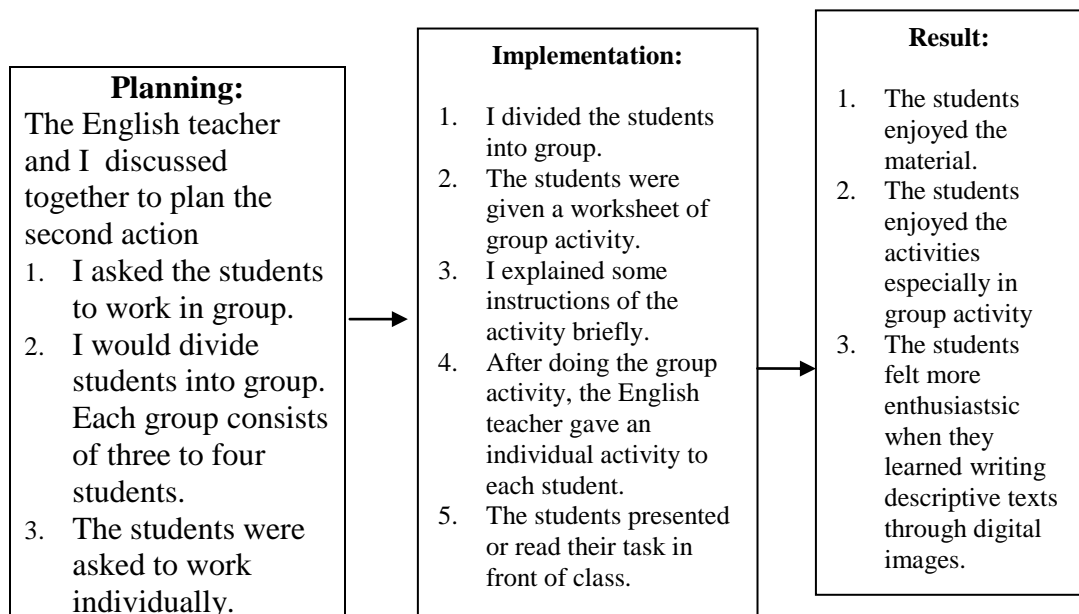 Planning:
The English teacher
and I discussed
together to plan the
second action
1. I asked the students
to work in group.
2. I would divide
students into group.
Each group consists
of three to four
students.
3. The students were
asked to work
individually.
Implementation:
1. I divided the students
into group.
2. The students were
given a worksheet of
group activity.
3. I explained some
instructions of the
activity briefly.
4. After doing the group
activity, the English
teacher gave an
individual activity to
each student.
5. The students presented
or read their task in
front of class.
Result:
1. The students
enjoyed the
material.
2. The students
enjoyed the
activities
especially in
group activity
3. The students
felt more
enthusiastsic
when they
learned writing
descriptive texts
through digital
images.